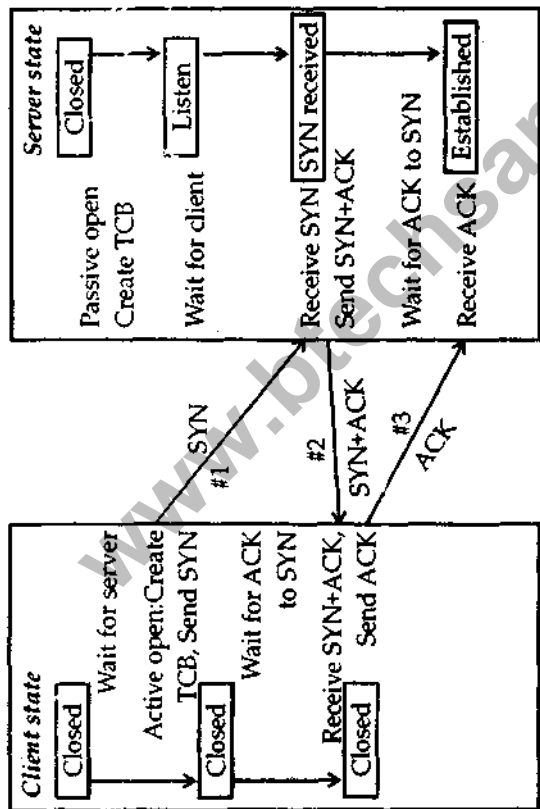 Client state
Closed
Wait for server
Active open:Create
TCB, Send SYN
Closed
Wait for ACK
to SYN
Receive SYN+ACK,
Closed
Send ACK
#1 SYN
#2
SYN+ACK
#3
ACK
Server state
Closed
Passive open
Create TCB
Listen
Wait for client
Receive SYN
SYN received
Send SYN+ACK
Wait for ACK to SYN
Receive ACK
Established
www.btechsar